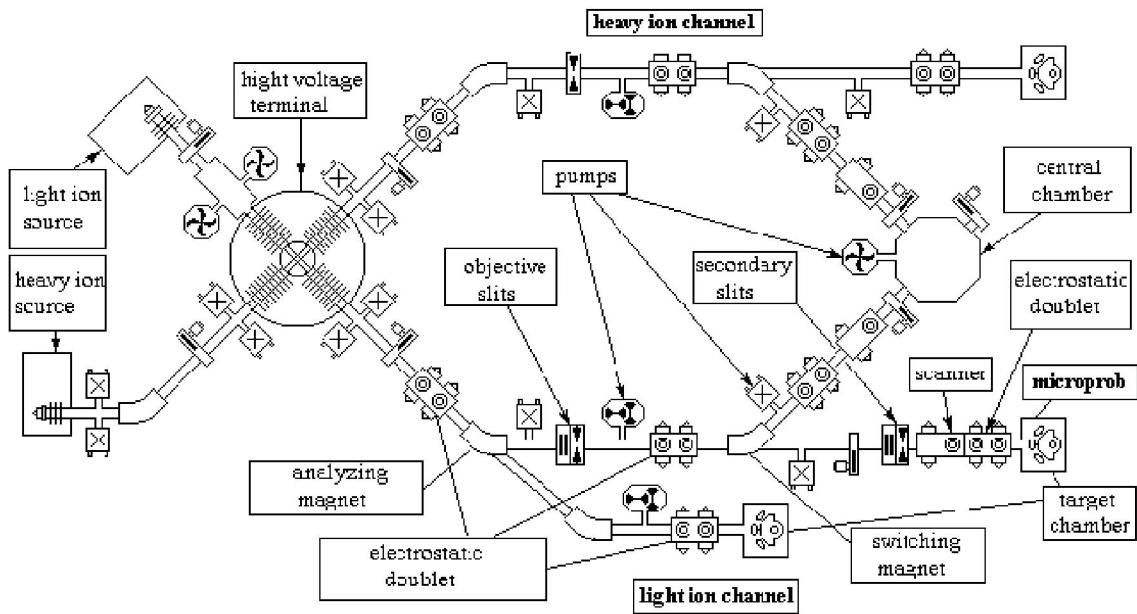 heavy ion channel
hight voltage
terminal
light ion
source
heavy ion
source
pumps
central
chamber
objective
slits
secondary
slits
electrostatic
doublet
scanner
microprob
analyzing
magnet
target
chamber
electrostatic
doublet
switching
magnet
light ion channel